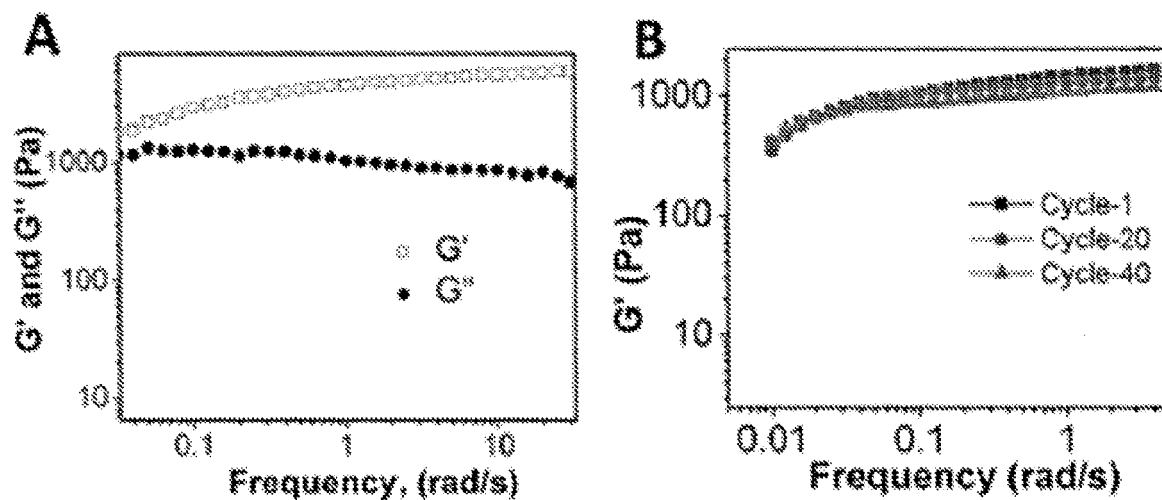 A
G' and G'' (Pa)
1000
100
10
G'
G''
0.1
1
10
Frequency, (rad/s)
B
G' (Pa)
1000
100
10
Cycle-1
Cycle-20
Cycle-40
0.01
0.1
1
Frequency (rad/s)